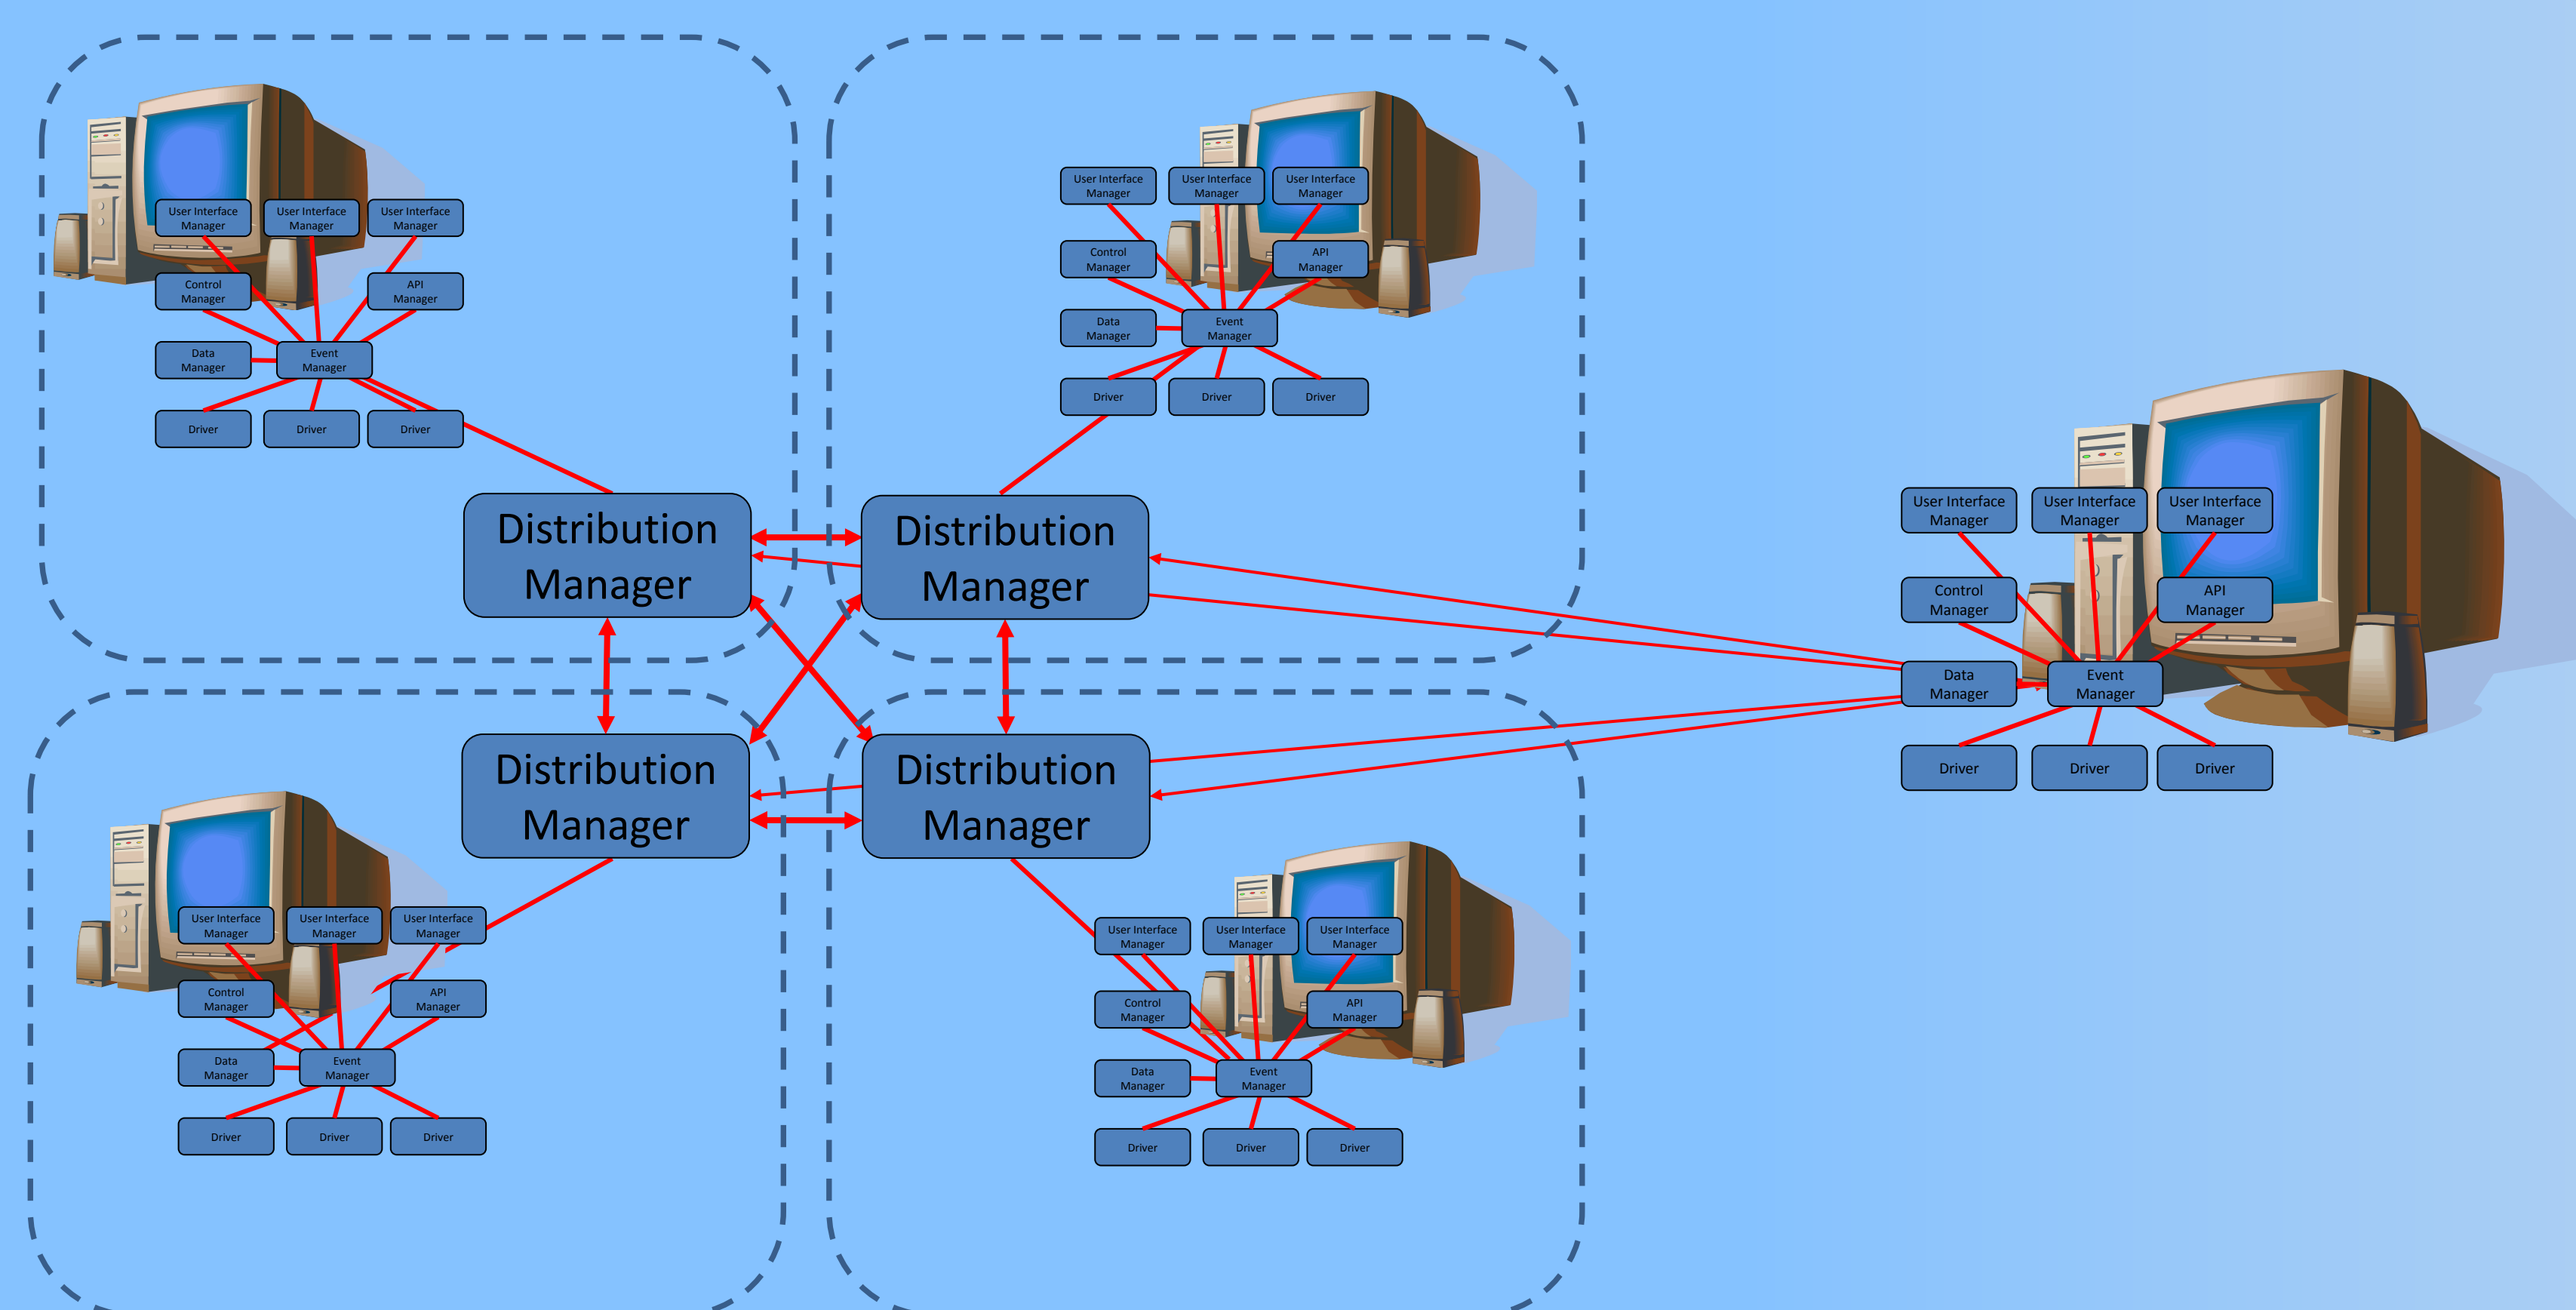 User Interface
Manager
User Interface
Manager
User Interface
Manager
Control
Manager
API
Manager
Data
Manager
Event
Manager
Driver
Driver
Driver
User Interface
Manager
User Interface
Manager
User Interface
Manager
Control
Manager
API
Manager
Data
Manager
Event
Manager
Driver
Driver
Driver
Distribution
Manager
Distribution
Manager
User Interface
Manager
User Interface
Manager
User Interface
Manager
Control
Manager
API
Manager
Data
Manager
Event
Manager
Driver
Driver
Driver
Distribution
Manager
Distribution
Manager
User Interface
Manager
User Interface
Manager
User Interface
Manager
Control
Manager
API
Manager
Data
Manager
Event
Manager
Driver
Driver
Driver
User Interface
Manager
User Interface
Manager
User Interface
Manager
Control
Manager
API
Manager
Data
Manager
Event
Manager
Driver
Driver
Driver